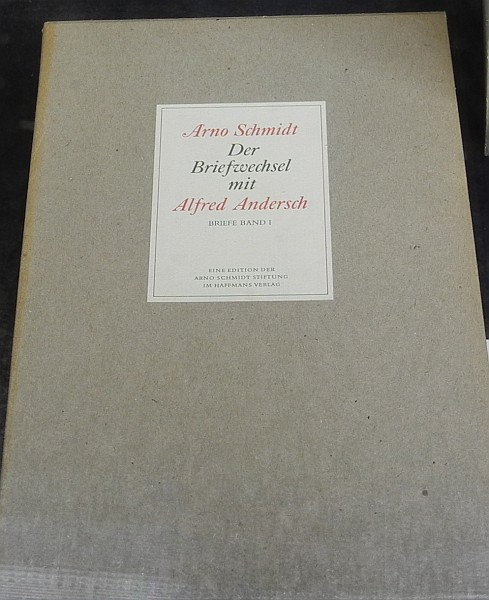 Arno Schmidt
Der
Briefwechsel
mit
Alfred Andersch
BRIEFE BAND I
EINE EDITION DER
ARNO SCHMIDT STIFTUNG
IM HAFFMANS VERLAG